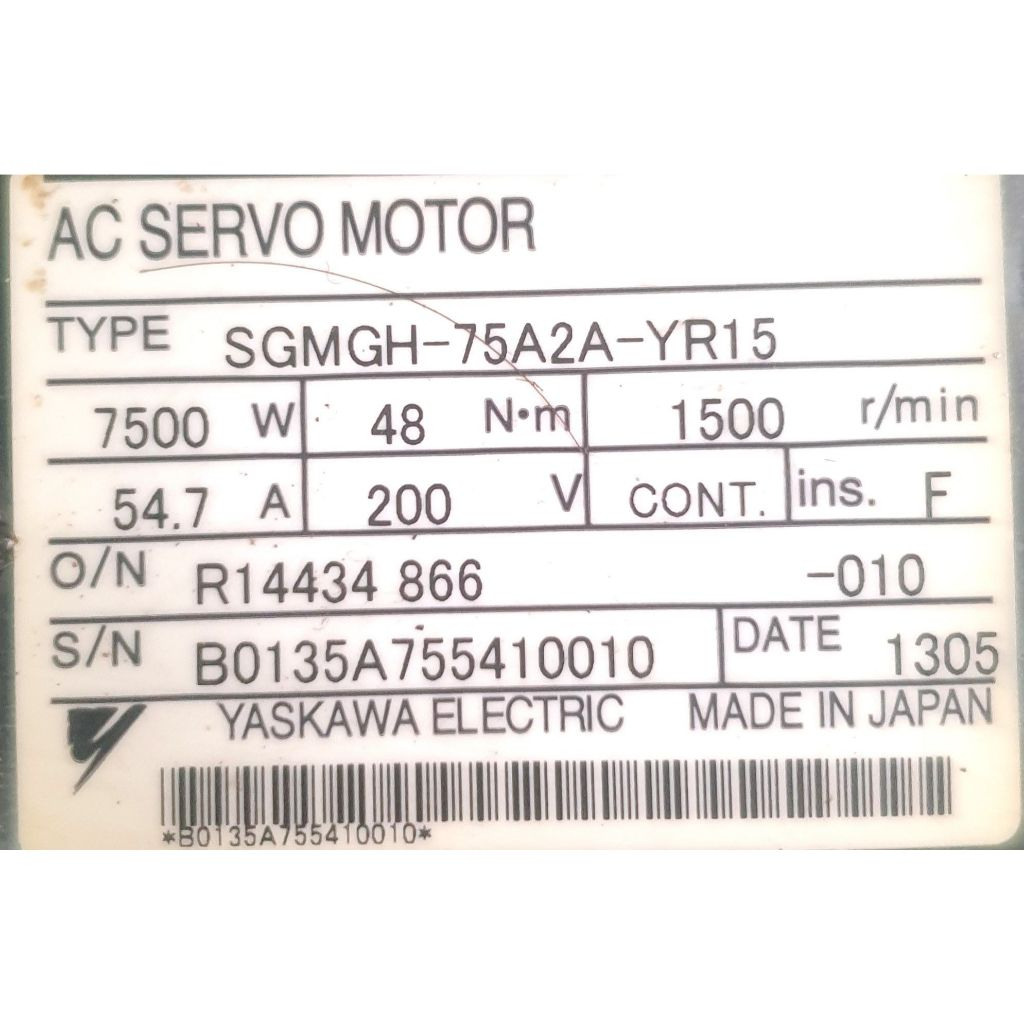 AC SERVO MOTOR
TYPE SGMGH-75A2A-YR15
7500 W 48 N•m 1500 r/min
54.7 A 200 V CONT. ins. F
O/N R14434 866 -010
S/N B0135A755410010 DATE 1305
YASKAWA ELECTRIC MADE IN JAPAN
*B0135A755410010*